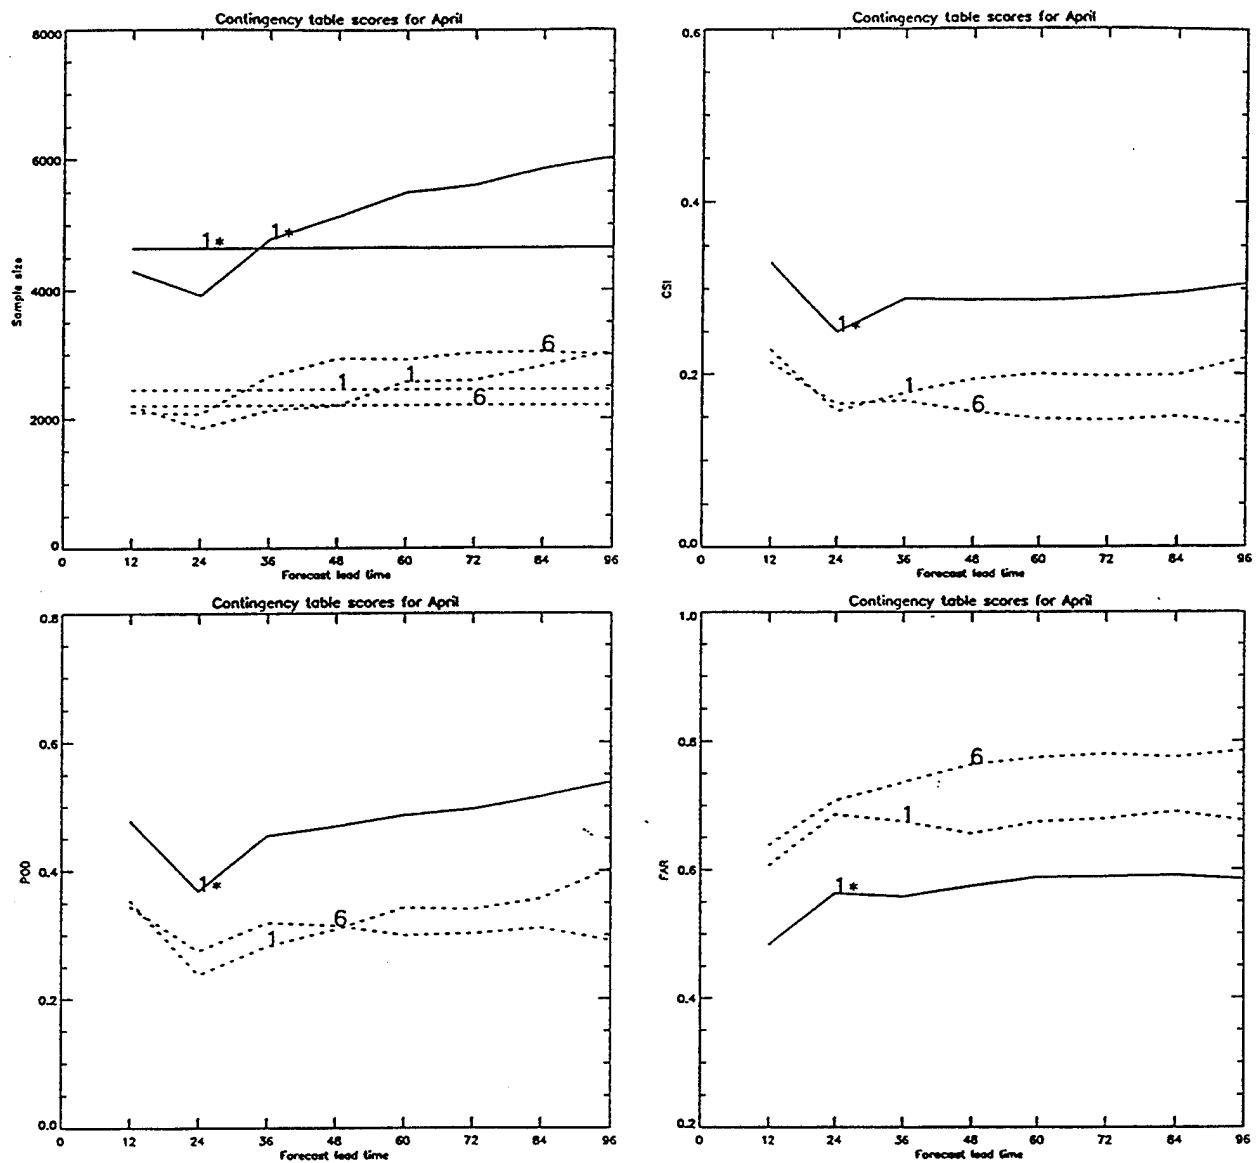 Contingency table scores for April
8000
6000
4000
2000
0
Sample size
1*
1*
6
1
1
6
0 12 24 36 48 60 72 84 96
Forecast lead time
Contingency table scores for April
0.6
0.4
0.2
0.0
CSI
1*
1
6
0 12 24 36 48 60 72 84 96
Forecast lead time
Contingency table scores for April
0.8
0.6
0.4
0.2
0.0
POD
1*
6
1
0 12 24 36 48 60 72 84 96
Forecast lead time
Contingency table scores for April
1.0
0.8
0.6
0.4
0.2
FAR
6
1
1*
0 12 24 36 48 60 72 84 96
Forecast lead time